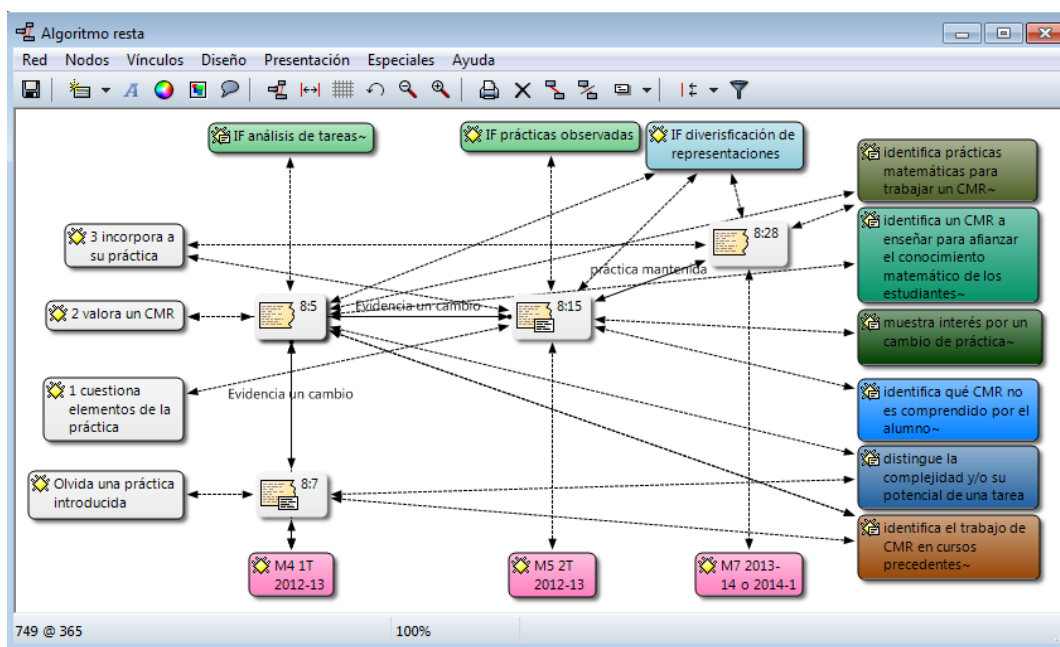 Algoritmo resta
Red Nodos Vínculos Diseño Presentación Especiales Ayuda
IF análisis de tareas~
IF prácticas observadas
IF diverisficación de
representaciones
identifica prácticas
matemáticas para
trabajar un CMR~
3 incorpora a
su práctica
8:28
identifica un CMR a
enseñar para afianzar
el conocimiento
matemático de los
estudiantes~
práctica mantenida
2 valora un CMR
8:5
Evidencia un cambio
8:15
muestra interés por un
cambio de práctica~
1 cuestiona
elementos de la
práctica
Evidencia un cambio
identifica qué CMR no
es comprendido por el
alumno~
distingue la
complejidad y/o su
potencial de una tarea
Olvida una práctica
introducida
8:7
identifica el trabajo de
CMR en cursos
precedentes~
M4 1T
2012-13
M5 2T
2012-13
M7 2013-
14 o 2014-1
749 @ 365
100%